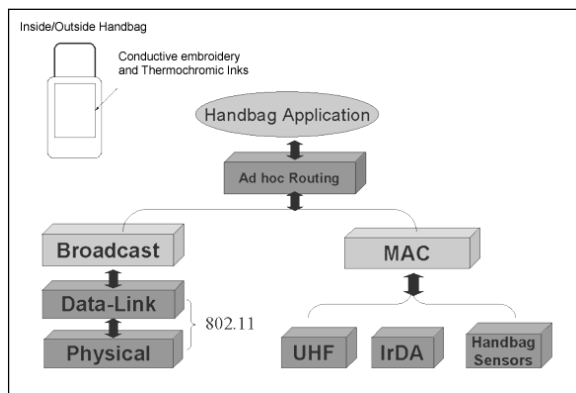 Inside/Outside Handbag
Conductive embroidery
and Thermochromic Inks
Handbag Application
Ad hoc Routing
Broadcast
MAC
Data-Link
802.11
Physical
UHF
IrDA
Handbag
Sensors